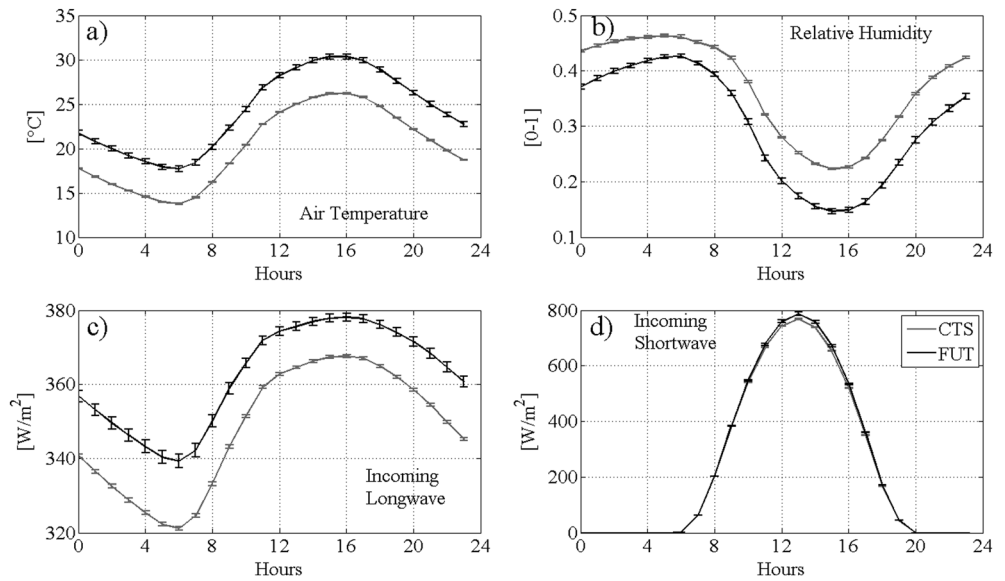 a)
35
30
25
20
15
10
[°C]
Air Temperature
0 4 8 12 16 20 24
Hours
b)
Relative Humidity
0.5
0.4
0.3
0.2
0.1
[0-1]
0 4 8 12 16 20 24
Hours
c)
380
360
340
320
[W/m²]
Incoming
Longwave
0 4 8 12 16 20 24
Hours
d)
Incoming
Shortwave
CTS
FUT
800
600
400
200
0
[W/m²]
0 4 8 12 16 20 24
Hours